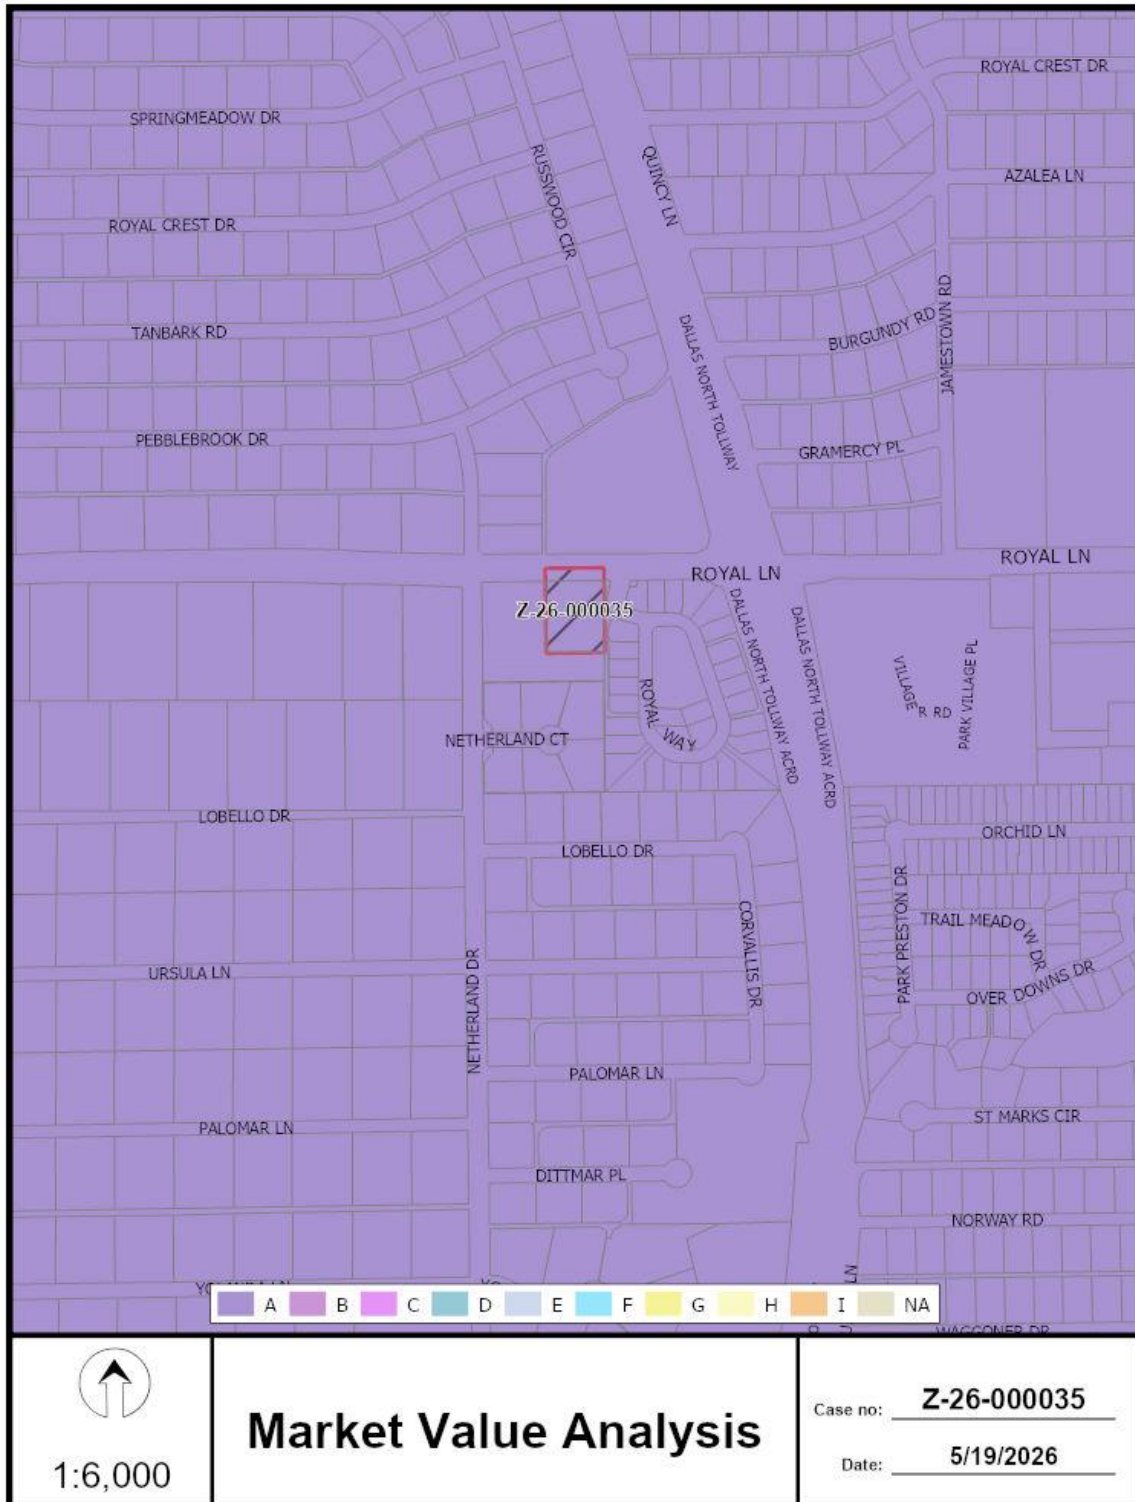 ROYAL CREST DR
SPRINGMEADOW DR
RUSSWOOD CIR
QUINCY LN
AZALEA LN
ROYAL CREST DR
TANBARK RD
DALLAS NORTH TOLLWAY
BURGUNDY RD
JAMESTOWN RD
PEBBLEBROOK DR
GRAMERCY PL
ROYAL LN
ROYAL LN
Z-26-000035
DALLAS NORTH TOLLWAY ACRD
DALLAS NORTH TOLLWAY ACRD
VILLAGE
R RD
PARK VILLAGE PL
ROYAL WAY
NETHERLAND CT
LOBELLO DR
LOBELLO DR
ORCHID LN
PARK PRESTON DR
TRAIL MEADOW DR
CORVALLIS DR
URSULA LN
NETHERLAND DR
OVER DOWNS DR
PALOMAR LN
PALOMAR LN
ST MARKS CIR
DITTMAR PL
NORWAY RD
LN
WAGGONER DR
A B C D E F G H I NA
1:6,000
Market Value Analysis
Case no: Z-26-000035
Date: 5/19/2026